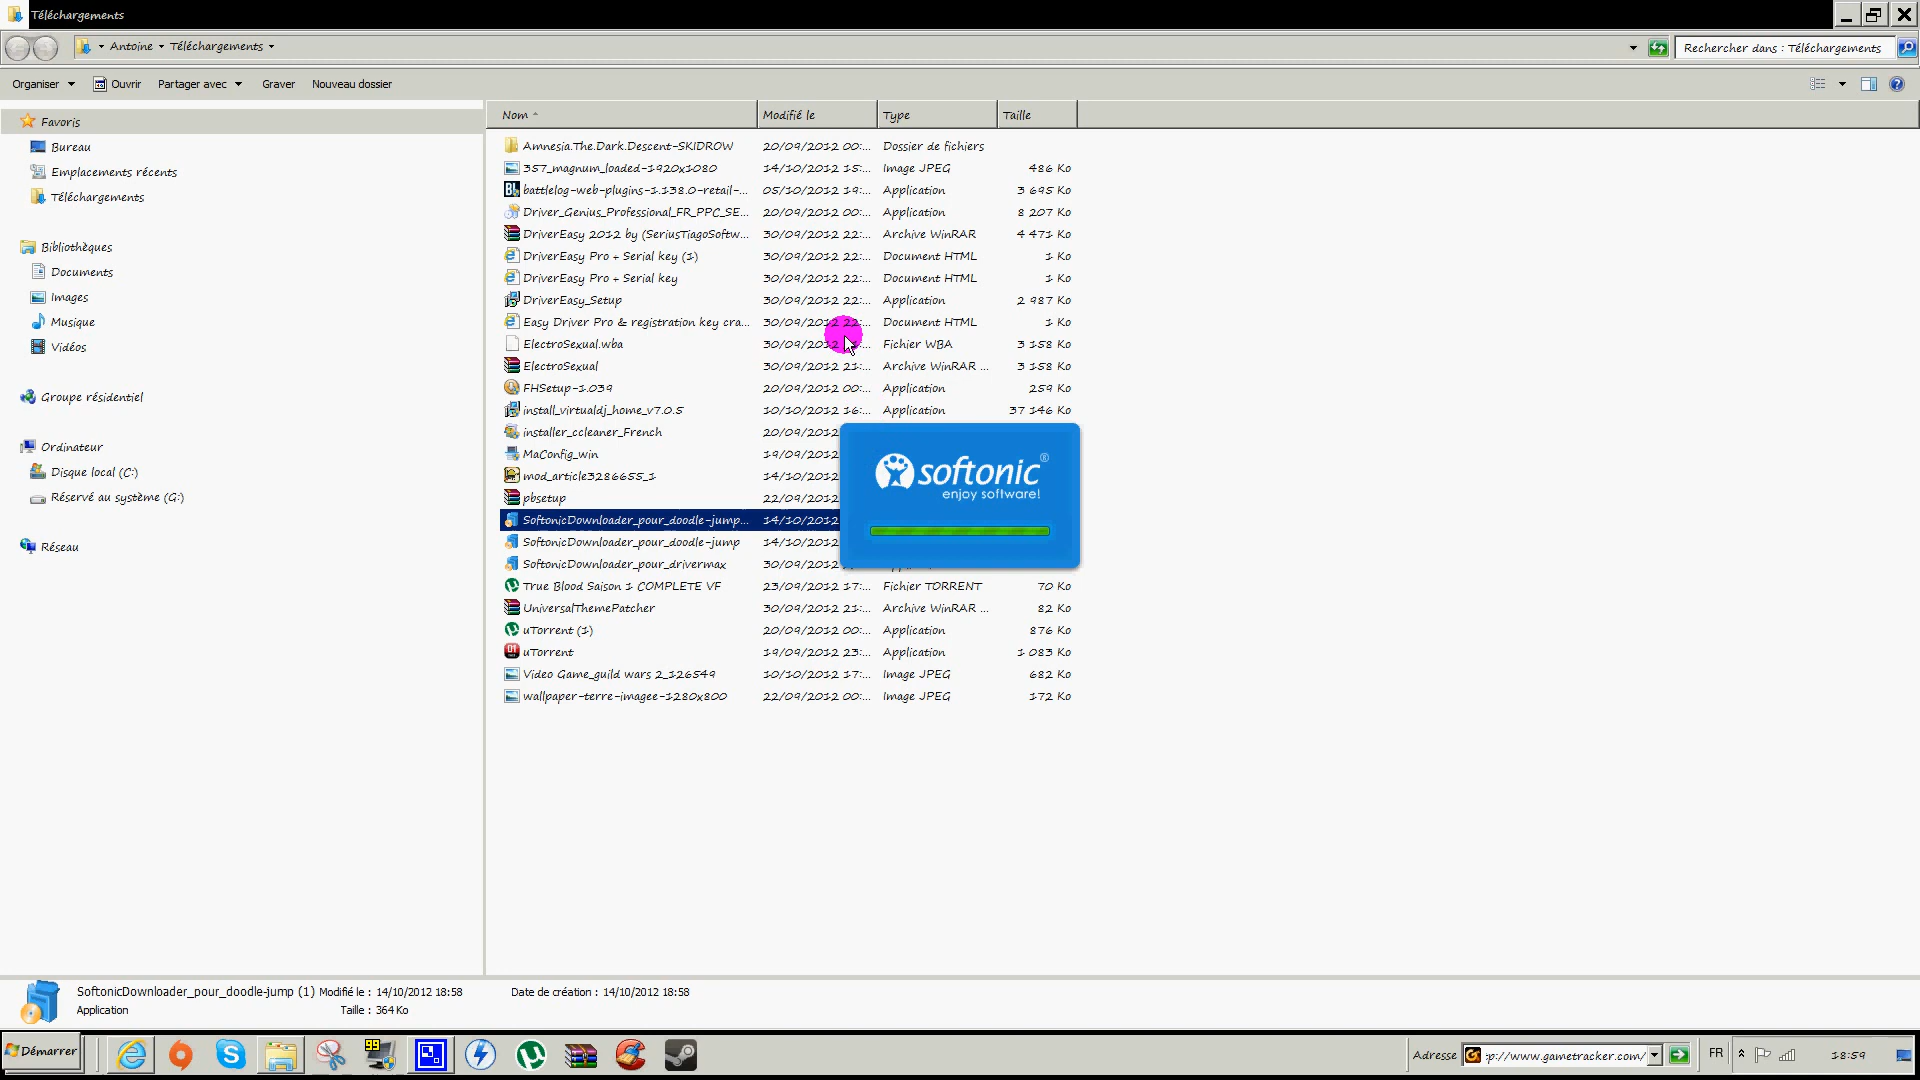 Téléchargements
Antoine Téléchargements
Rechercher dans : Téléchargements
Organiser Ouvrir Partager avec Graver Nouveau dossier
Favoris
Bureau
Emplacements récents
Téléchargements
Bibliothèques
Documents
Images
Musique
Vidéos
Groupe résidentiel
Ordinateur
Disque local (C:)
Réservé au système (G:)
Réseau
Nom Modifié le Type Taille
Amnesia.The.Dark.Descent-SKIDROW 20/09/2012 00:... Dossier de fichiers
357_magnum_loaded-1920x1080 14/10/2012 15:... Image JPEG 486 Ko
battlelog-web-plugins-1.138.0-retail-... 05/10/2012 19:... Application 3 695 Ko
Driver_Genius_Professional_FR_PPC_SE... 20/09/2012 00:... Application 8 207 Ko
DriverEasy 2012 by (SeriusTiagoSoftw... 30/09/2012 22:... Archive WinRAR 4 471 Ko
DriverEasy Pro + Serial key (1) 30/09/2012 22:... Document HTML 1 Ko
DriverEasy Pro + Serial key 30/09/2012 22:... Document HTML 1 Ko
DriverEasy_Setup 30/09/2012 22:... Application 2 987 Ko
Easy Driver Pro & registration key cra... 30/09/2012 22:... Document HTML 1 Ko
ElectroSexual.wba 30/09/2012 Fichier WBA 3 158 Ko
ElectroSexual 30/09/2012 21:... Archive WinRAR ... 3 158 Ko
FHSetup-1.039 20/09/2012 00:... Application 259 Ko
install_virtualdj_home_v7.0.5 10/10/2012 16:... Application 37 146 Ko
installer_ccleaner_French 20/09/2012
MaConfig_win 19/09/2012
mod_article3286655_1 14/10/2012
pbsetup 22/09/2012
SoftonicDownloader_pour_doodle-jump... 14/10/2012
SoftonicDownloader_pour_doodle-jump 14/10/2012
SoftonicDownloader_pour_drivermax 30/09/2012
True Blood Saison 1 COMPLETE VF 23/09/2012 17:... Fichier TORRENT 70 Ko
UniversalThemePatcher 30/09/2012 21:... Archive WinRAR ... 82 Ko
uTorrent (1) 20/09/2012 00:... Application 876 Ko
uTorrent 19/09/2012 23:... Application 1 083 Ko
Video Game_guild wars 2_126549 10/10/2012 17:... Image JPEG 682 Ko
wallpaper-terre-imagee-1280x800 22/09/2012 00:... Image JPEG 172 Ko
softonic®
enjoy software!
SoftonicDownloader_pour_doodle-jump (1) Modifié le : 14/10/2012 18:58 Date de création : 14/10/2012 18:58
Application Taille : 364 Ko
Démarrer
99
Adresse :p://www.gametracker.com/
FR
18:59